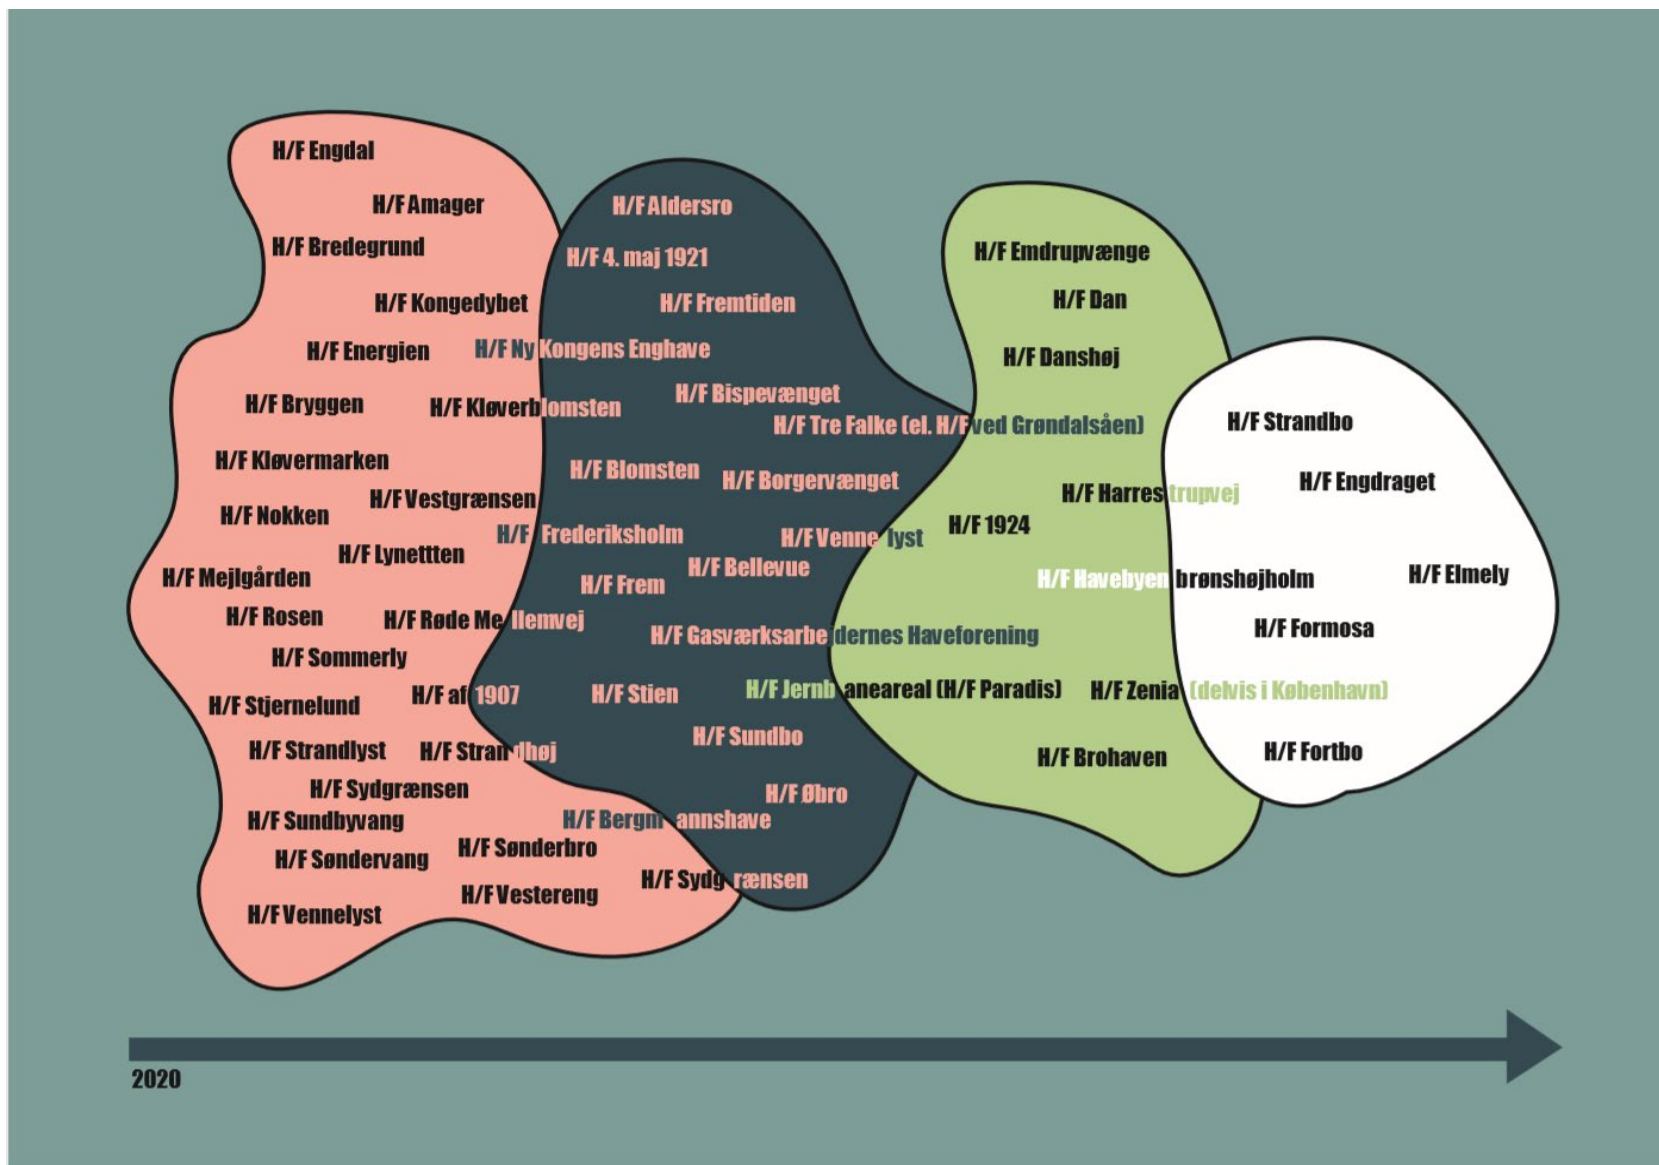 H/F Engdal
H/F Amager
H/F Bredegrund
H/F Kongedybet
H/F Energien
H/F Ny Kongens Enghave
H/F Bryggen
H/F Kløverblomsten
H/F Kløvermarken
H/F Vestgrænsen
H/F Nokken
H/F Frederiksholm
H/F Lynettten
H/F Mejlgården
H/F Rosen
H/F Røde Mellemvej
H/F Sommerly
H/F af 1907
H/F Stjernelund
H/F Strandlyst
H/F Strandhøj
H/F Sydgrænsen
H/F Sundbyvang
H/F Bergmannshave
H/F Søndervang
H/F Sønderbro
H/F Sydgrænsen
H/F Vestereng
H/F Vennelyst
H/F Aldersro
H/F 4. maj 1921
H/F Fremtiden
H/F Bispevænget
H/F Tre Falke (el. H/F ved Grøndalsåen)
H/F Blomsten
H/F Borgervænget
H/F Vennelyst
H/F Bellevue
H/F Frem
H/F Gasværksarbejdernes Haveforening
H/F Stien
H/F Jernbaneareal (H/F Paradis)
H/F Sundbo
H/F Øbro
H/F Emdrupvænge
H/F Dan
H/F Danshøj
H/F Harrestrupvej
H/F 1924
H/F Havebyen brønshøjholm
H/F Zenia (delvis i København)
H/F Brohaven
H/F Strandbo
H/F Engdraget
H/F Elmely
H/F Formosa
H/F Fortbo
2020